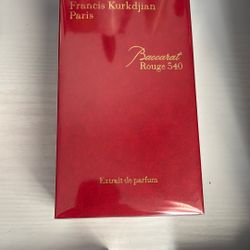 Francis Kurkdjian
Paris
Baccarat
Rouge 540
Extrait de parfum